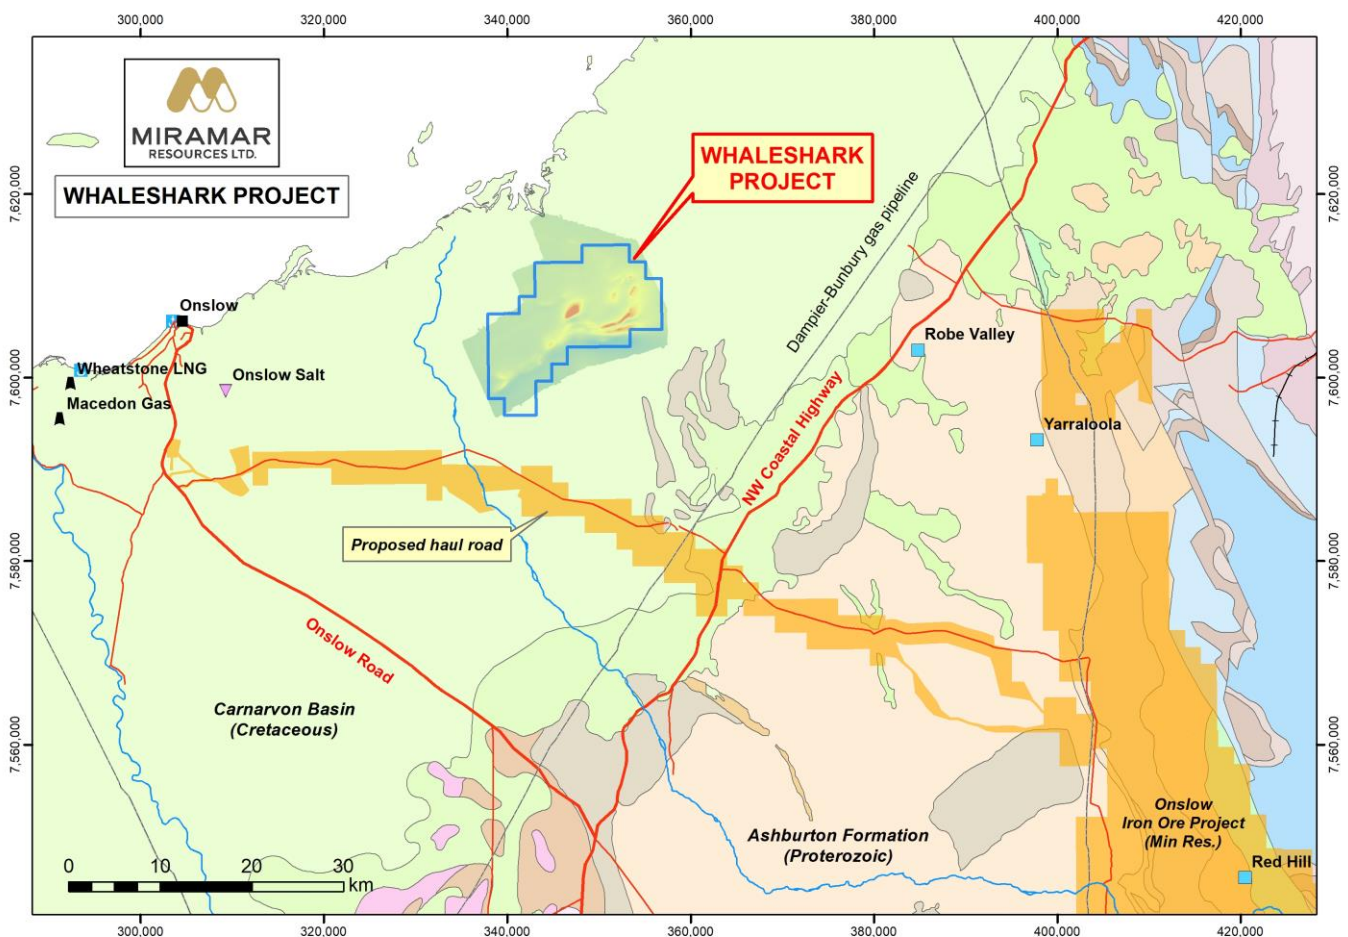 300,000
320,000
340,000
360,000
380,000
400,000
420,000
MIRAMAR
RESOURCES LTD.
WHALESHARK PROJECT
WHALESHARK
PROJECT
7,620,000
7,620,000
Dampier-Bunbury gas pipeline
Onslow
Robe Valley
Wheatstone LNG
Onslow Salt
7,600,000
7,600,000
Macedon Gas
NW Coastal Highway
Yarraloola
Proposed haul road
7,580,000
7,580,000
Onslow Road
Carnarvon Basin
(Cretaceous)
7,560,000
7,560,000
Ashburton Formation
(Proterozoic)
Onslow
Iron Ore Project
(Min Res.)
Red Hill
0
10
20
30
km
300,000
320,000
340,000
360,000
380,000
400,000
420,000